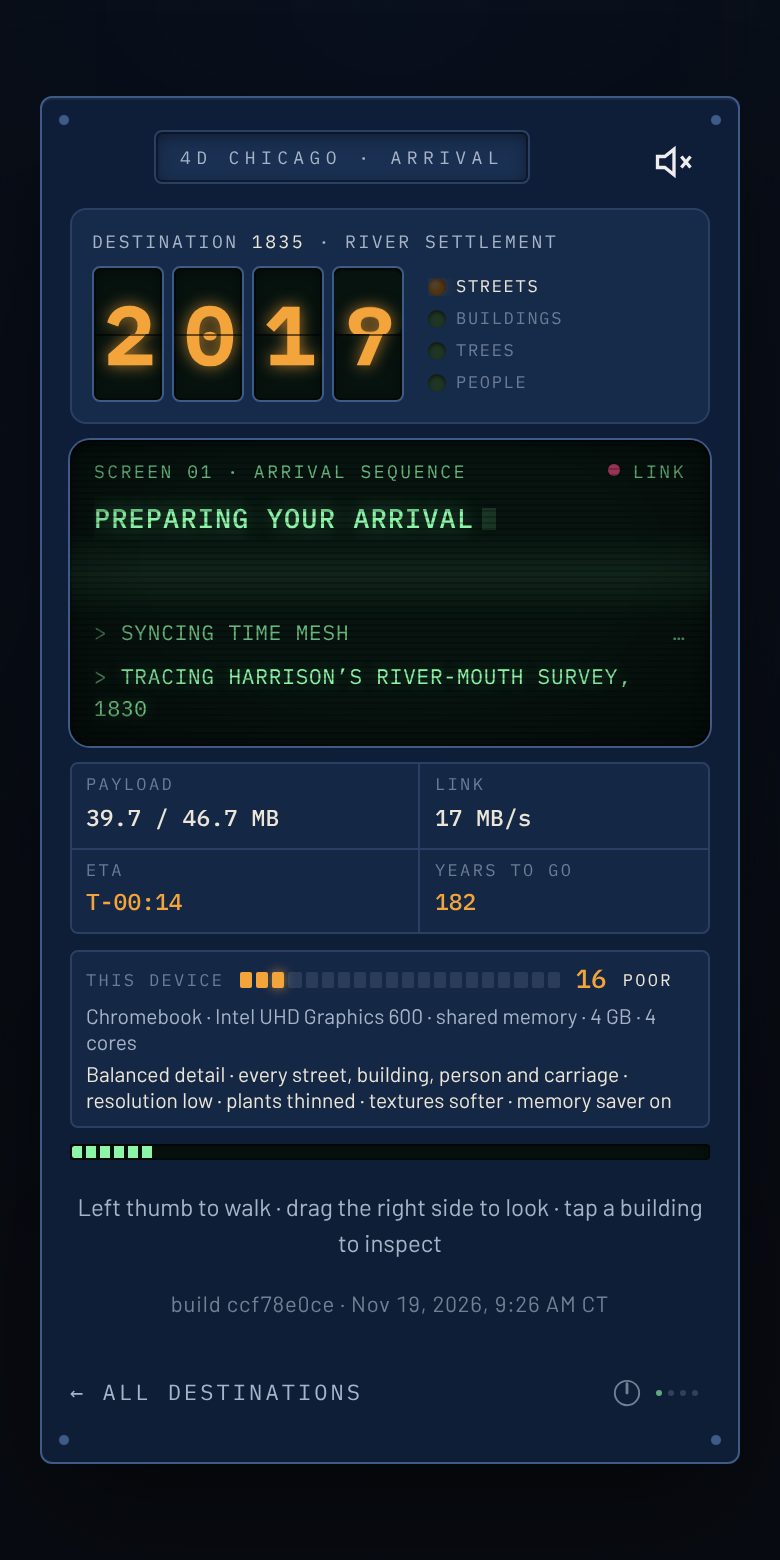 4D CHICAGO · ARRIVAL
DESTINATION 1835 · RIVER SETTLEMENT
2019
STREETS
BUILDINGS
TREES
PEOPLE
SCREEN 01 · ARRIVAL SEQUENCE
LINK
PREPARING YOUR ARRIVAL
> SYNCING TIME MESH …
> TRACING HARRISON’S RIVER-MOUTH SURVEY,
1830
PAYLOAD
39.7 / 46.7 MB
LINK
17 MB/s
ETA
T-00:14
YEARS TO GO
182
THIS DEVICE 16 POOR
Chromebook · Intel UHD Graphics 600 · shared memory · 4 GB · 4
cores
Balanced detail · every street, building, person and carriage ·
resolution low · plants thinned · textures softer · memory saver on
Left thumb to walk · drag the right side to look · tap a building
to inspect
build ccf78e0ce · Nov 19, 2026, 9:26 AM CT
← ALL DESTINATIONS